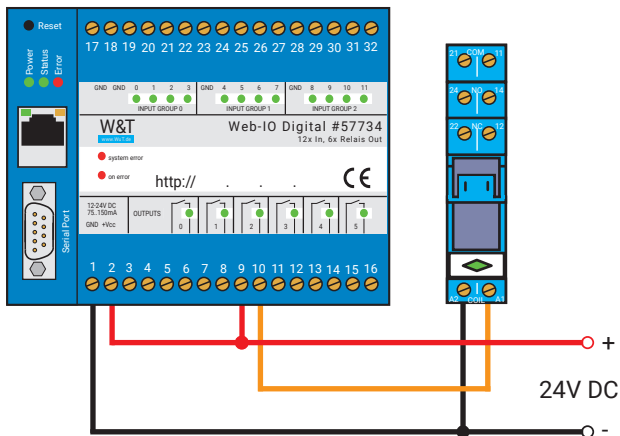 Reset
Power
Status
Error
17 18 19 20 21 22 23 24 25 26 27 28 29 30 31 32
GND GND 0 1 2 3 GND 4 5 6 7 GND 8 9 10 11
INPUT GROUP 0 INPUT GROUP 1 INPUT GROUP 2
W&T
www.WuT.de
Web-IO Digital #57734
12x In, 6x Relais Out
system error
on error
http:// . . .
CE
12-24V DC
75..150mA
GND +Vcc
OUTPUTS
0 1 2 3 4 5
Serial Port
1 2 3 4 5 6 7 8 9 10 11 12 13 14 15 16
21 COM 11
24 NO 14
22 NC 12
A2 COIL A1
+
24V DC
-